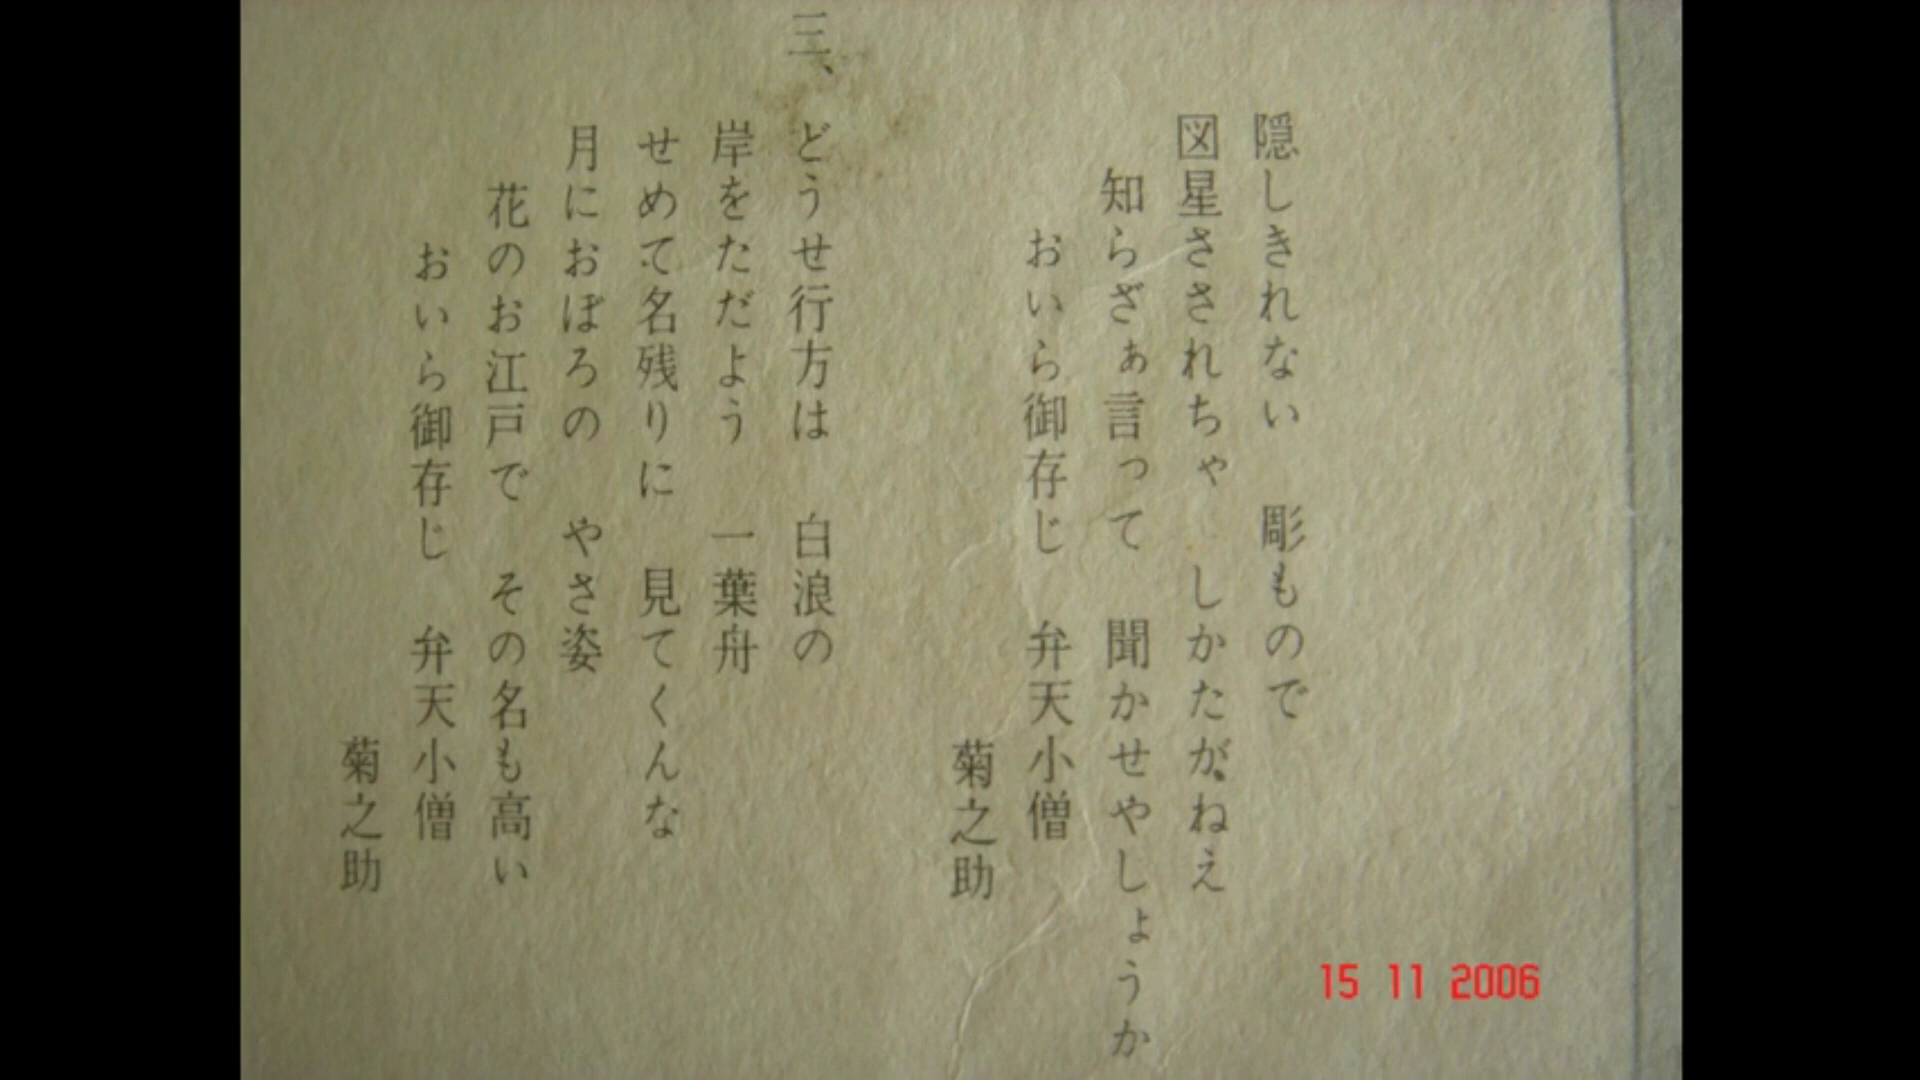 隠しきれない　彫もので
図星さされちゃ　しかたがねえ
知らざぁ言って　聞かせやしょうか
おいら御存じ　弁天小僧
菊之助
三、どうせ行方は　白浪の
岸をただよう　一葉舟
せめて名残りに　見てくんな
月におぼろの　やさ姿
花のお江戸で　その名も高い
おいら御存じ　弁天小僧
菊之助
15 11 2006